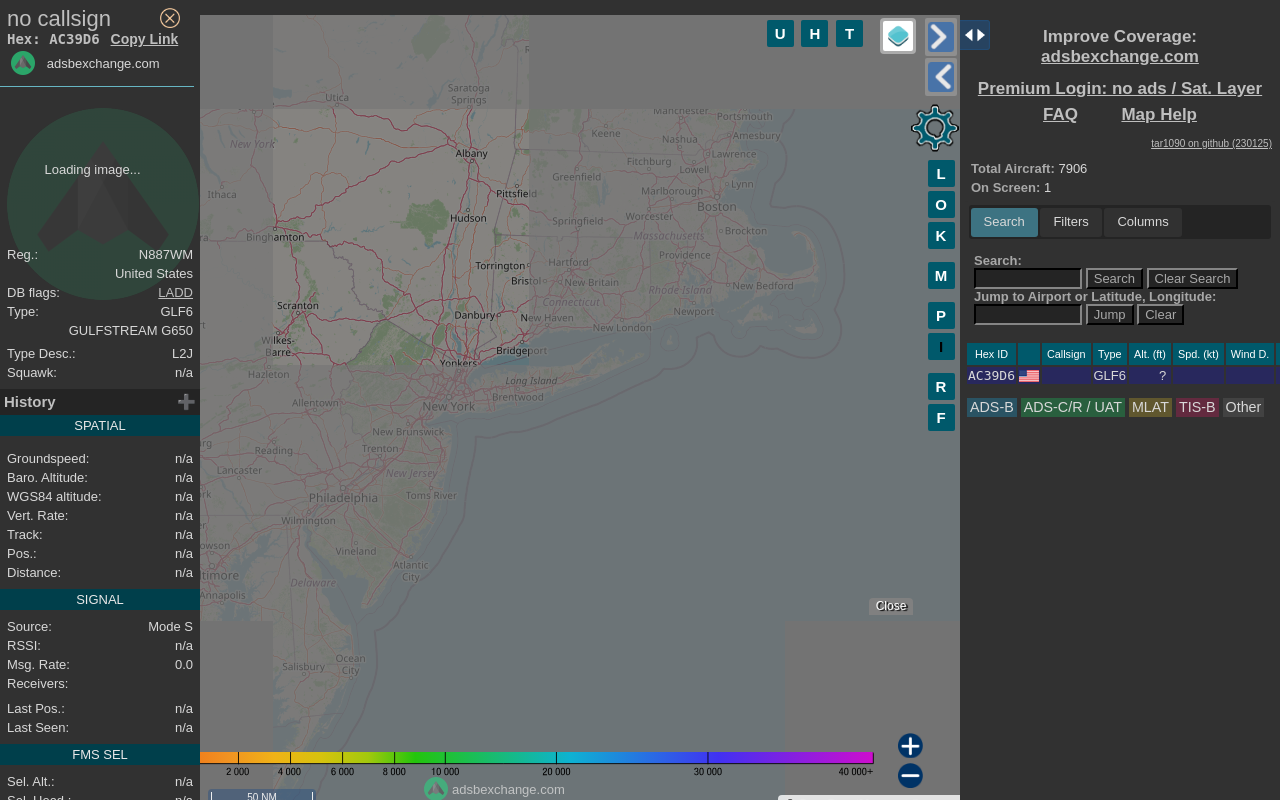 no callsign
Hex: AC39D6 Copy Link
adsbexchange.com
Loading image...
Reg.: N887WM
United States
DB flags: LADD
Type: GLF6
GULFSTREAM G650
Type Desc.: L2J
Squawk: n/a
History
SPATIAL
Groundspeed: n/a
Baro. Altitude: n/a
WGS84 altitude: n/a
Vert. Rate: n/a
Track: n/a
Pos.: n/a
Distance: n/a
SIGNAL
Source: Mode S
RSSI: n/a
Msg. Rate: 0.0
Receivers:
Last Pos.: n/a
Last Seen: n/a
FMS SEL
Sel. Alt.: n/a
Sel. Head.: n/a
U H T
L
O
K
M
P
I
R
F
Utica
Saratoga
Springs
New York
Albany
Ithaca
Pittsfield
Hudson
Binghamton
Torrington
Bristol
Scranton
Danbury
Wilkes-
Barre
Bridgeport
Yonkers
Hazleton
Manchester
Portsmouth
Keene
Nashua
Amesbury
Fitchburg
Lawrence
Greenfield
Lowell
Marlborough
Lynn
Worcester
Boston
Springfield
Massachusetts
Brockton
Hartford
Providence
New Britain
Rhode Island
New Bedford
Connecticut
New Haven
Newport
New London
Long Island
Brentwood
Allentown
New York
New Brunswick
Reading
Trenton
Lancaster
New Jersey
Philadelphia
Toms River
Wilmington
Vineland
Atlantic
City
Delaware
Annapolis
Salisbury
Ocean
City
Close
2 000 4 000 6 000 8 000 10 000 20 000 30 000 40 000+
adsbexchange.com
50 NM
Improve Coverage:
adsbexchange.com
Premium Login: no ads / Sat. Layer
FAQ Map Help
tar1090 on github (230125)
Total Aircraft: 7906
On Screen: 1
Search Filters Columns
Search:
Search Clear Search
Jump to Airport or Latitude, Longitude:
Jump Clear
Hex ID Callsign Type Alt. (ft) Spd. (kt) Wind D.
AC39D6 GLF6 ?
ADS-B ADS-C/R / UAT MLAT TIS-B Other